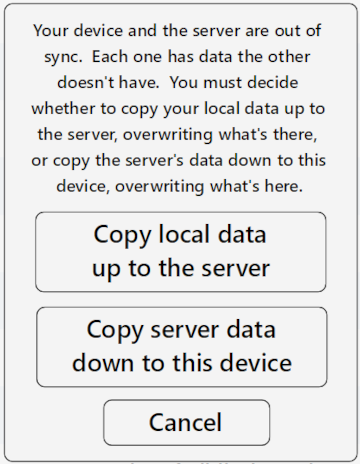 Your device and the server are out of
sync.  Each one has data the other
doesn't have.  You must decide
whether to copy your local data up to
the server, overwriting what's there,
or copy the server's data down to this
device, overwriting what's here.
Copy local data
up to the server
Copy server data
down to this device
Cancel